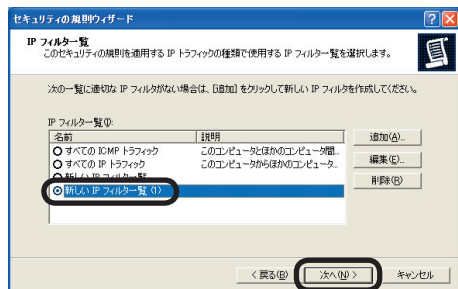 セキュリティの規則ウィザード
IP フィルター一覧
このセキュリティの規則を適用する IP トラフィックの種類で使用する IP フィルター一覧を選択します。
次の一覧に適切な IP フィルタがない場合は、[追加] をクリックして新しい IP フィルタを作成してください。
IP フィルター一覧(I):
名前 説明 追加(A)...
すべての ICMP トラフィック このコンピュータとほかのコンピュータ間...
すべての IP トラフィック このコンピュータからほかのコンピュータ... 編集(E)...
新しい IP フィルター一覧 削除(R)
新しい IP フィルター一覧 (1)
< 戻る(B) 次へ(N) > キャンセル